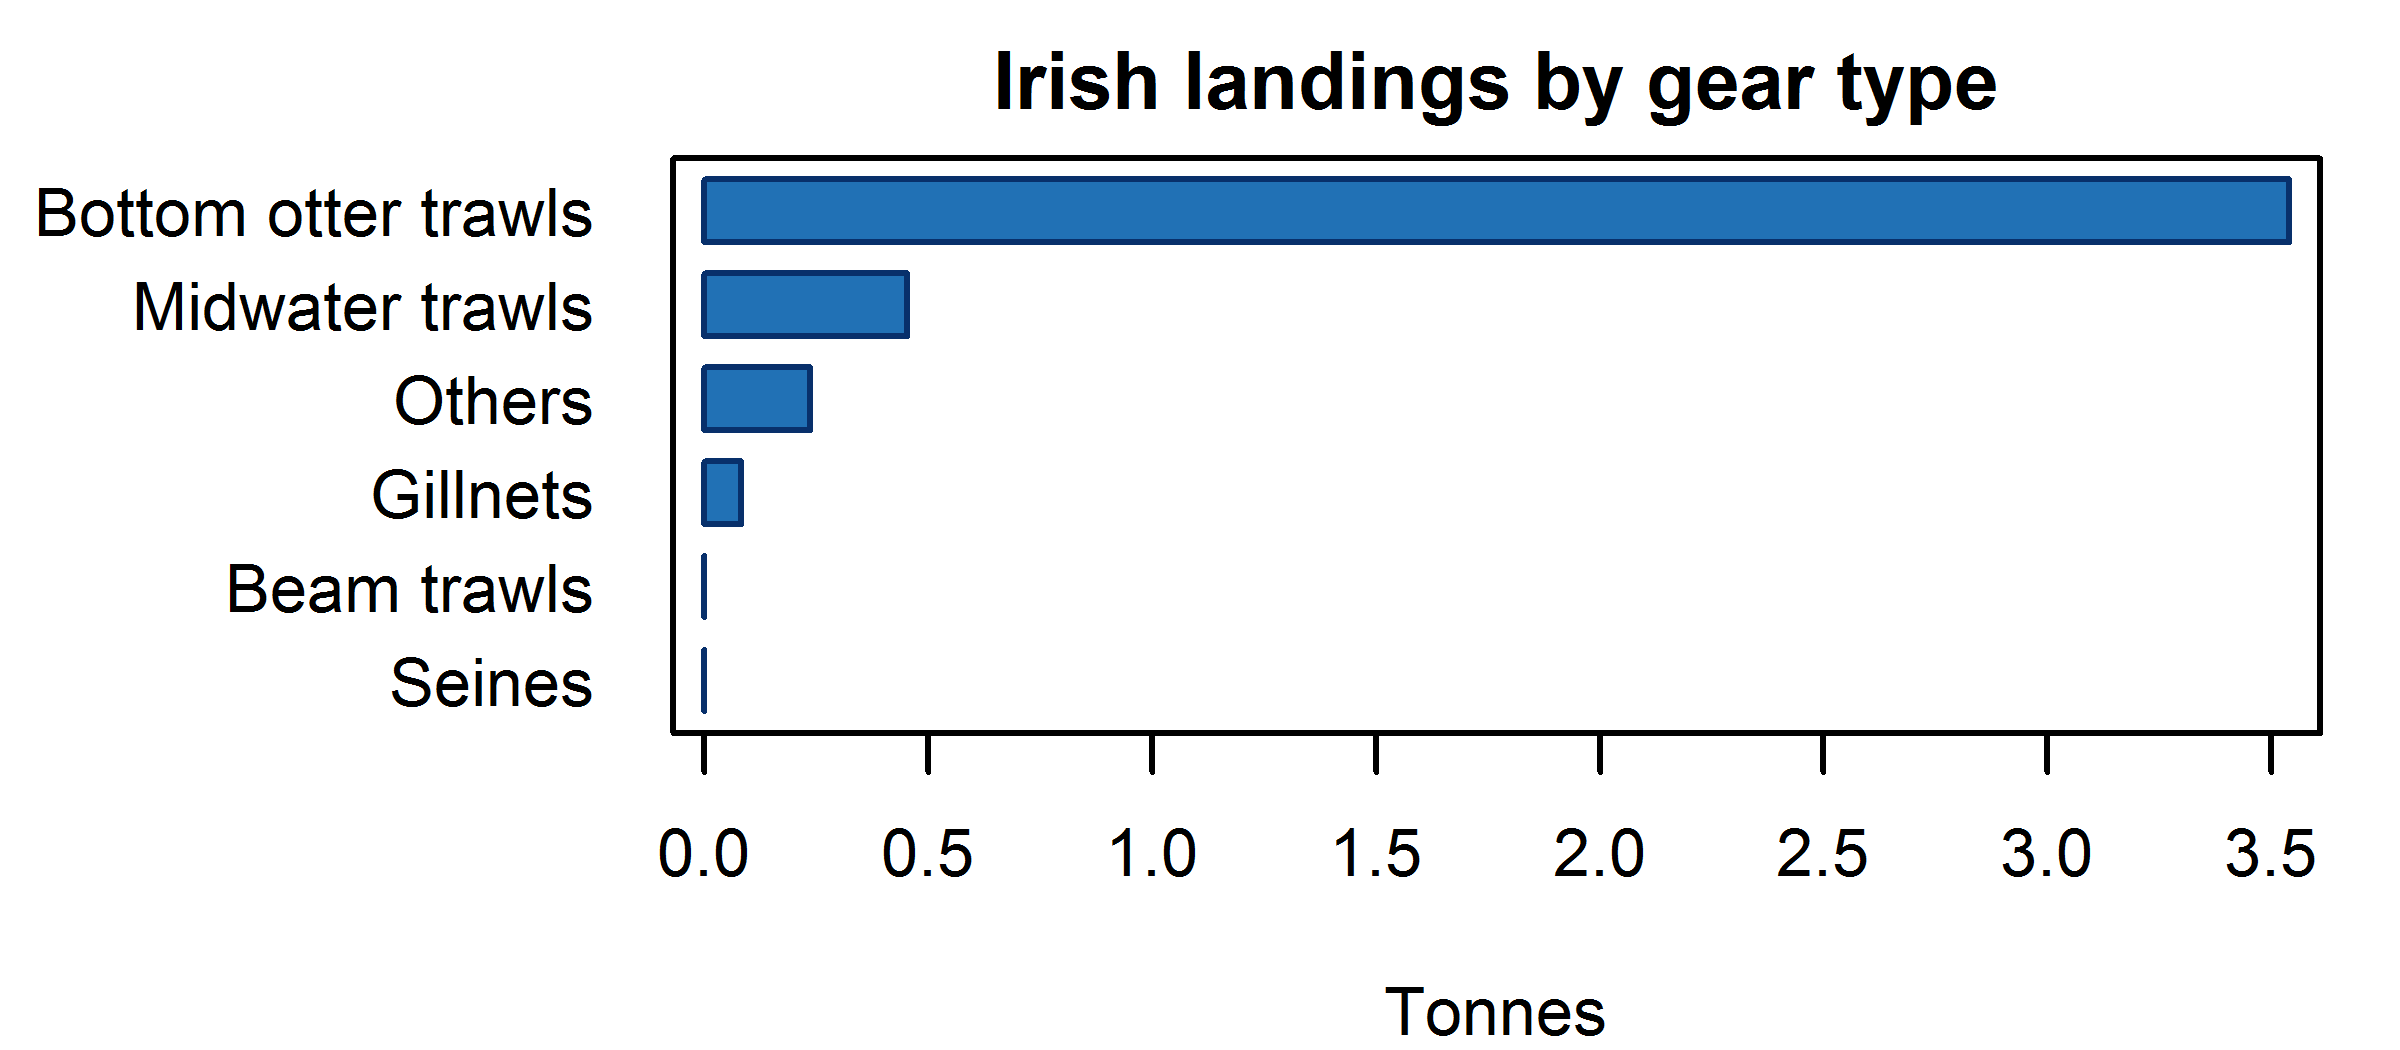 Irish landings by gear type
Bottom otter trawls
Midwater trawls
Others
Gillnets
Beam trawls
Seines
0.0 0.5 1.0 1.5 2.0 2.5 3.0 3.5
Tonnes